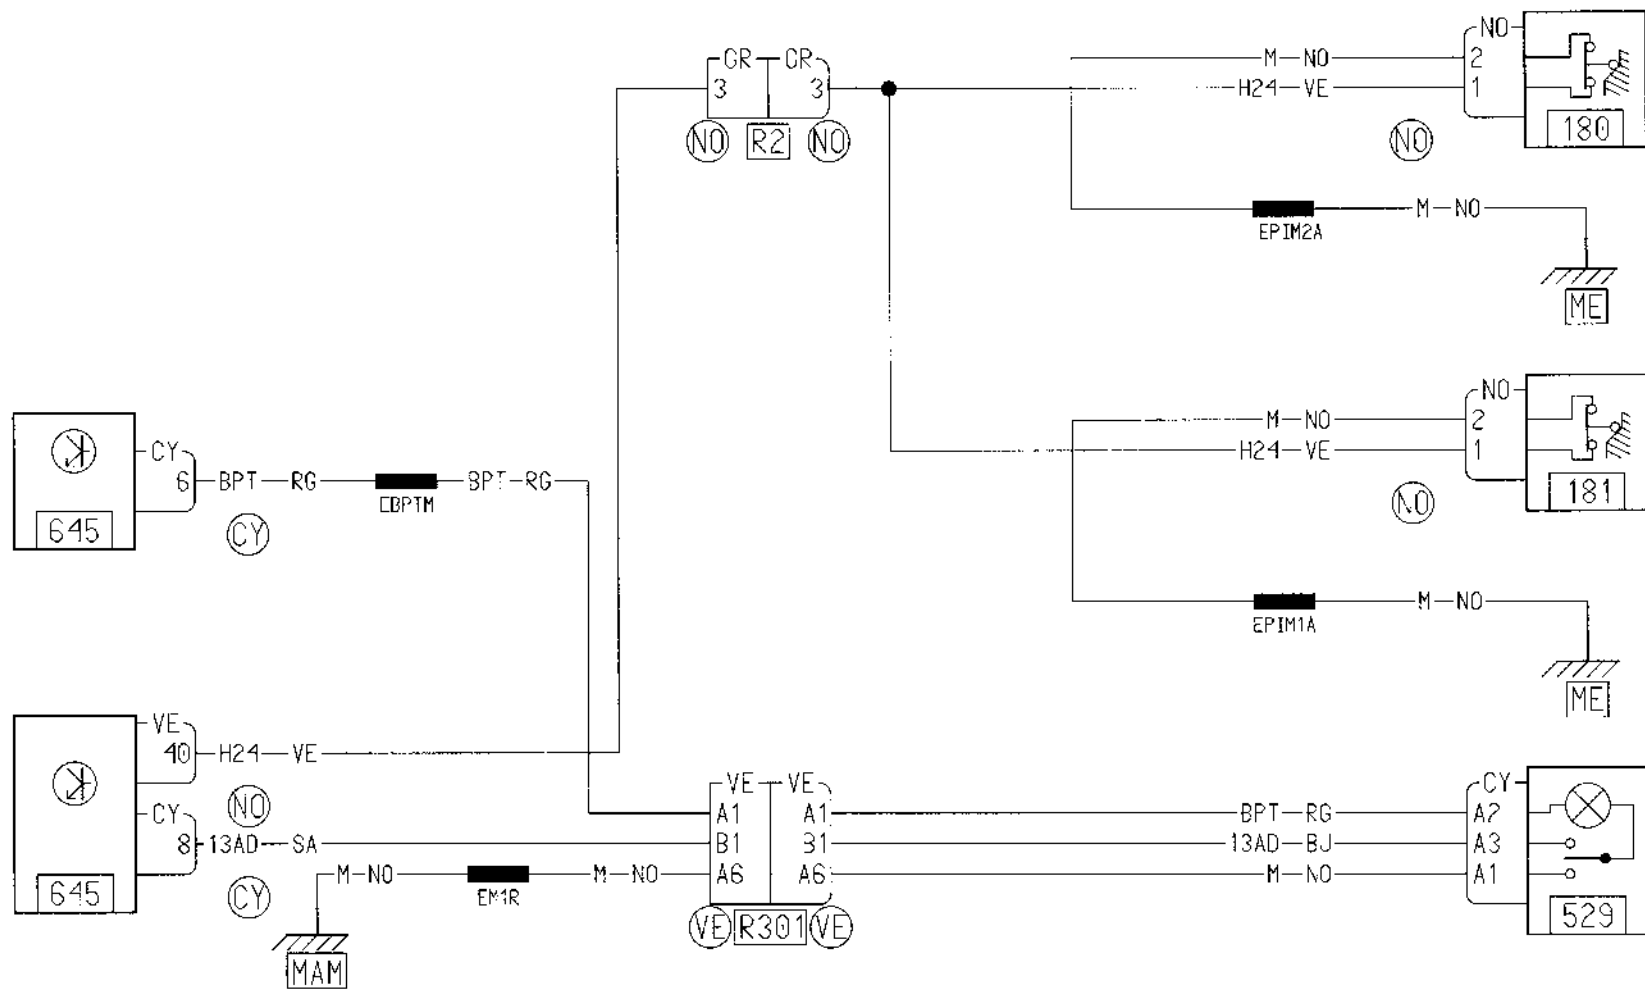 NO
GR GR
M NO 2
3 3
H24 VE 1
NO R2 NO
NO
180
M NO
EPIM2A
ME
NO
M NO 2
H24 VE 1
CY
6 BPT RG BPT RG
EBPTM
181
NO
645
CY
M NO
EPIM1A
ME
VE
40 H24 VE
VE VE CY
NO
CY
A1 A1 BPT RG A2
8 13AD SA B1 B1 13AD BJ A3
M NO M NO A6 A6 M NO A1
EM1R
645
CY
VE R301 VE
529
MAM